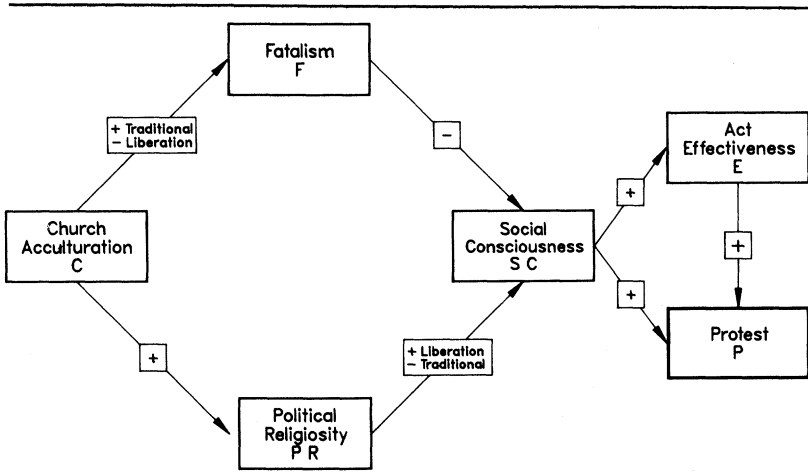 Fatalism
F
+ Traditional
− Liberation
−
Act
Effectiveness
E
+
Church
Acculturation
C
Social
Consciousness
S C
+
+
Protest
P
+
+ Liberation
− Traditional
Political
Religiosity
P R